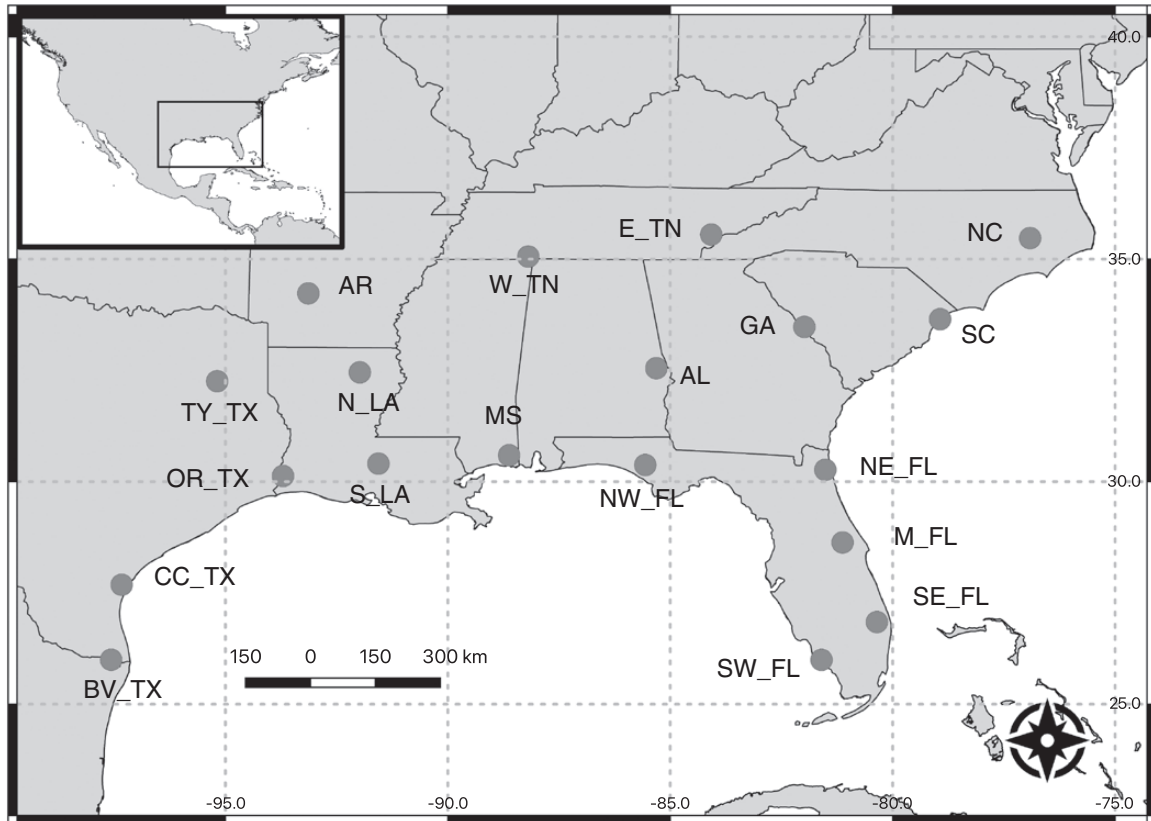 40.0
E_TN
NC
35.0
W_TN
AR
GA
SC
AL
TY_TX
N_LA
MS
OR_TX
S_LA
NW_FL
NE_FL
30.0
M_FL
CC_TX
SE_FL
150 0 150 300 km
SW_FL
BV_TX
25.0
-95.0 -90.0 -85.0 -80.0 -75.0